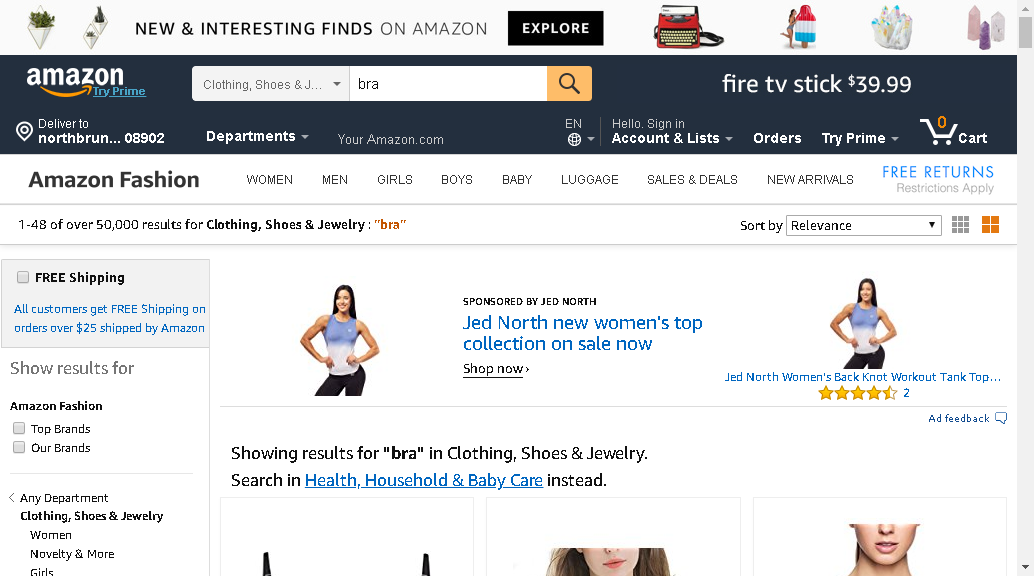 NEW & INTERESTING FINDS ON AMAZON
EXPLORE
amazon
Try Prime
Clothing, Shoes & J...
bra
fire tv stick $39.99
Deliver to
northbrun... 08902
Departments
Your Amazon.com
EN
Hello. Sign in
Account & Lists
Orders
Try Prime
0
Cart
Amazon Fashion
WOMEN
MEN
GIRLS
BOYS
BABY
LUGGAGE
SALES & DEALS
NEW ARRIVALS
FREE RETURNS
Restrictions Apply
1-48 of over 50,000 results for Clothing, Shoes & Jewelry : "bra"
Sort by
Relevance
FREE Shipping
All customers get FREE Shipping on
orders over $25 shipped by Amazon
Show results for
Amazon Fashion
Top Brands
Our Brands
Any Department
Clothing, Shoes & Jewelry
Women
Novelty & More
Girls
SPONSORED BY JED NORTH
Jed North new women's top
collection on sale now
Shop now ›
Jed North Women's Back Knot Workout Tank Top...
2
Ad feedback
Showing results for "bra" in Clothing, Shoes & Jewelry.
Search in Health, Household & Baby Care instead.